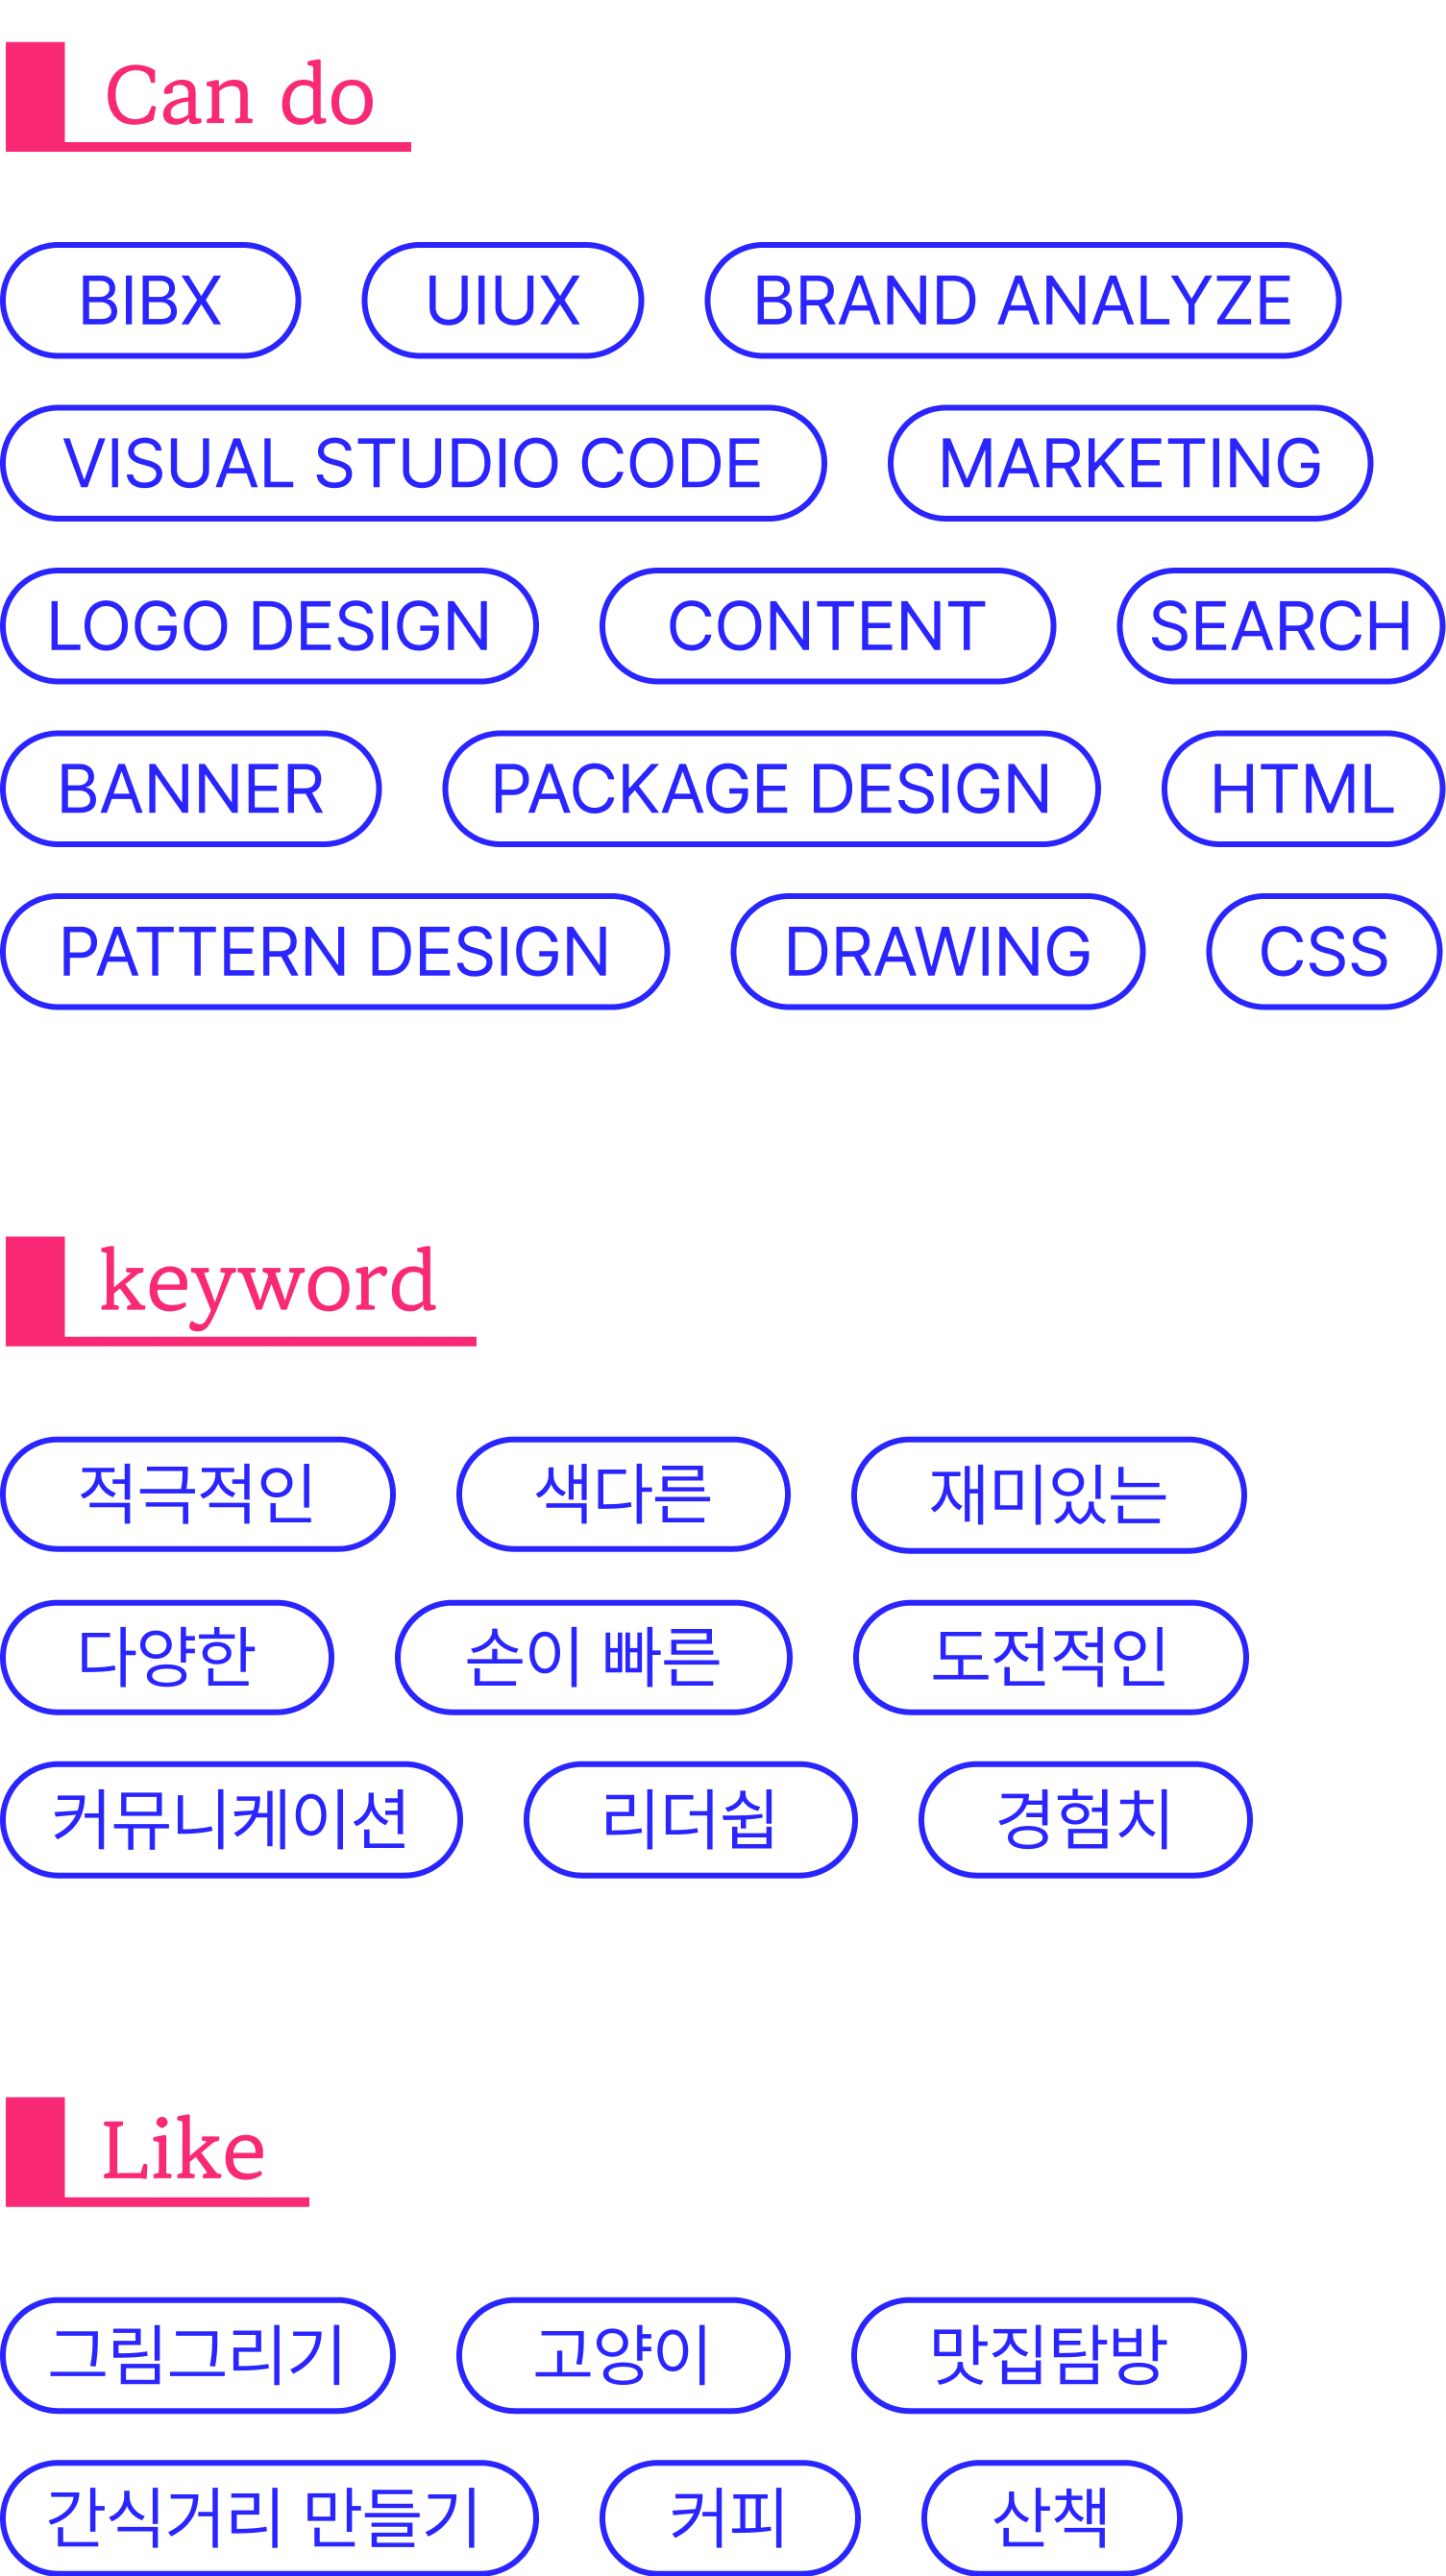 Can do
BIBX UIUX BRAND ANALYZE
VISUAL STUDIO CODE MARKETING
LOGO DESIGN CONTENT SEARCH
BANNER PACKAGE DESIGN HTML
PATTERN DESIGN DRAWING CSS
keyword
적극적인 색다른 재미있는
다양한 손이 빠른 도전적인
커뮤니케이션 리더쉽 경험치
Like
그림그리기 고양이 맛집탐방
간식거리 만들기 커피 산책